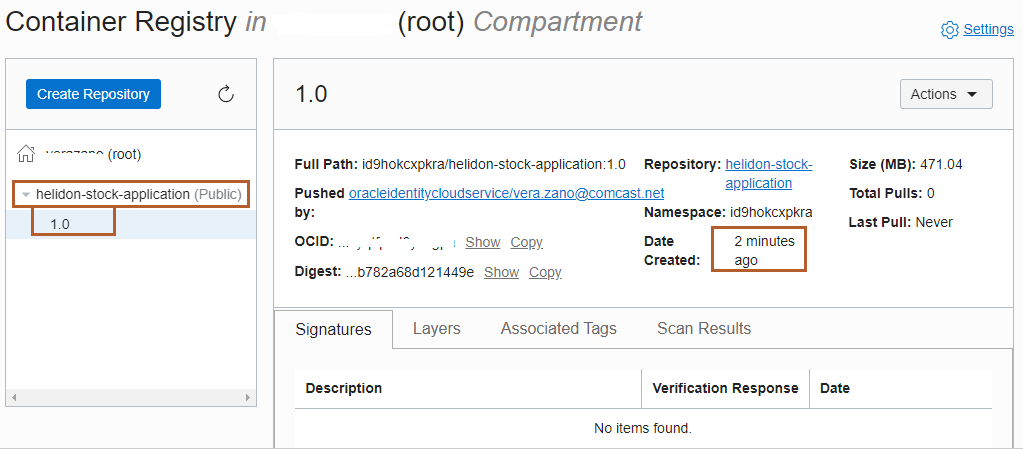 Container Registry in (root) Compartment
Settings
Create Repository
(root)
helidon-stock-application (Public)
1.0
1.0
Actions
Full Path: id9hokcxpkra/helidon-stock-application:1.0
Pushed by: oracleidentitycloudservice/vera.zano@comcast.net
OCID: Show Copy
Digest: ...b782a68d121449e Show Copy
Repository: helidon-stock-
application
Namespace: id9hokcxpkra
Date Created: 2 minutes
ago
Size (MB): 471.04
Total Pulls: 0
Last Pull: Never
Signatures Layers Associated Tags Scan Results
Description Verification Response Date
No items found.